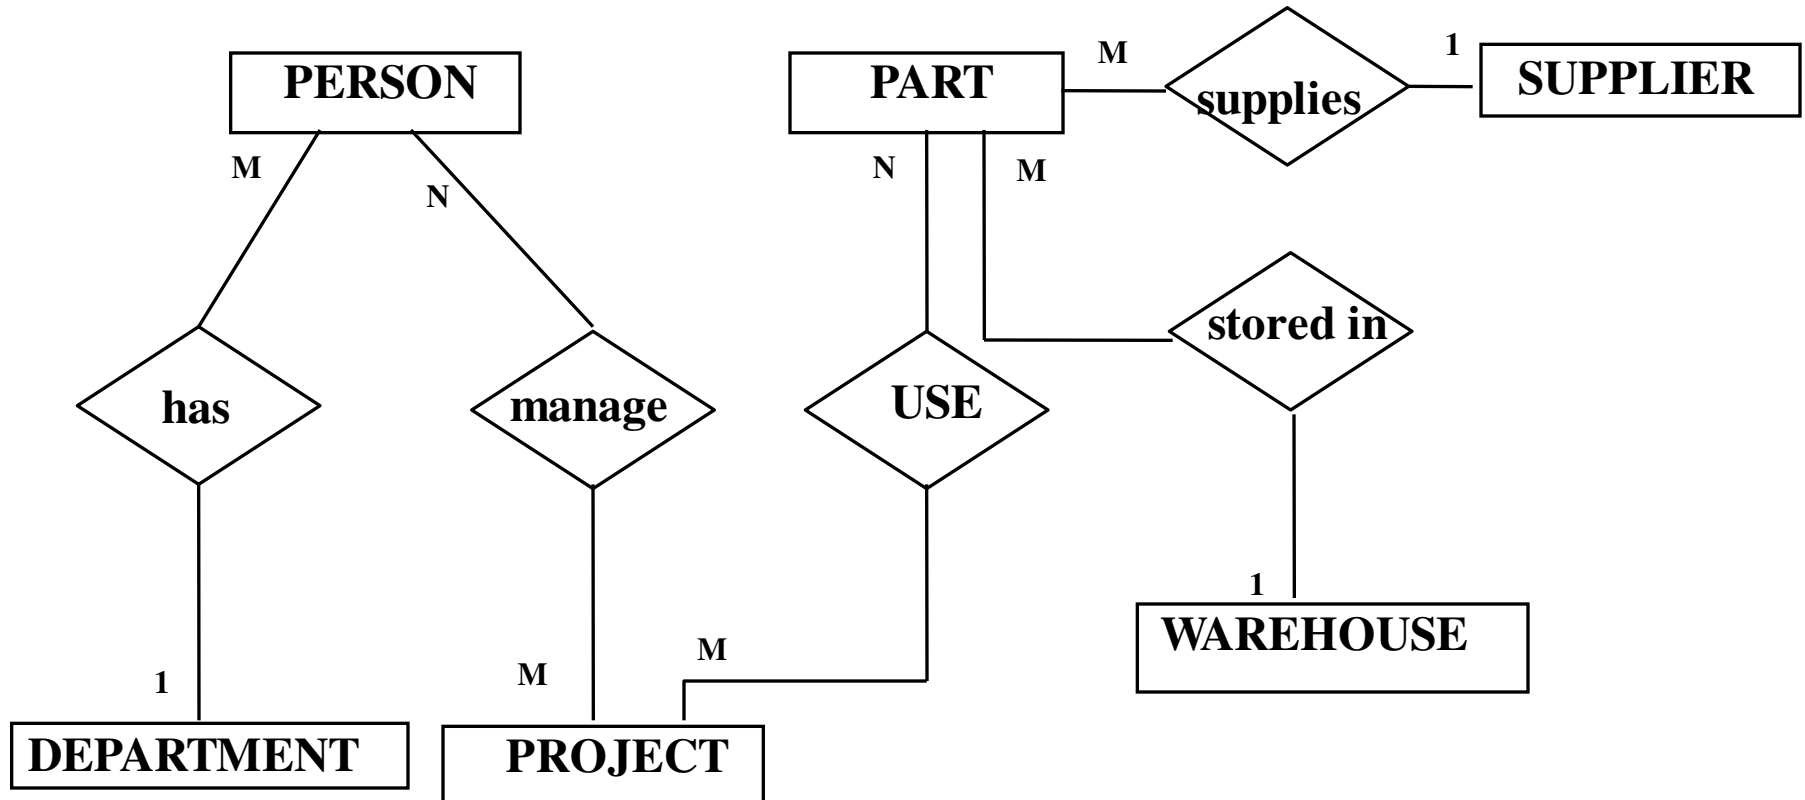 PERSON
PART
M
supplies
1
SUPPLIER
M
N
N
M
has
manage
USE
stored in
1
M
M
1
WAREHOUSE
DEPARTMENT
PROJECT